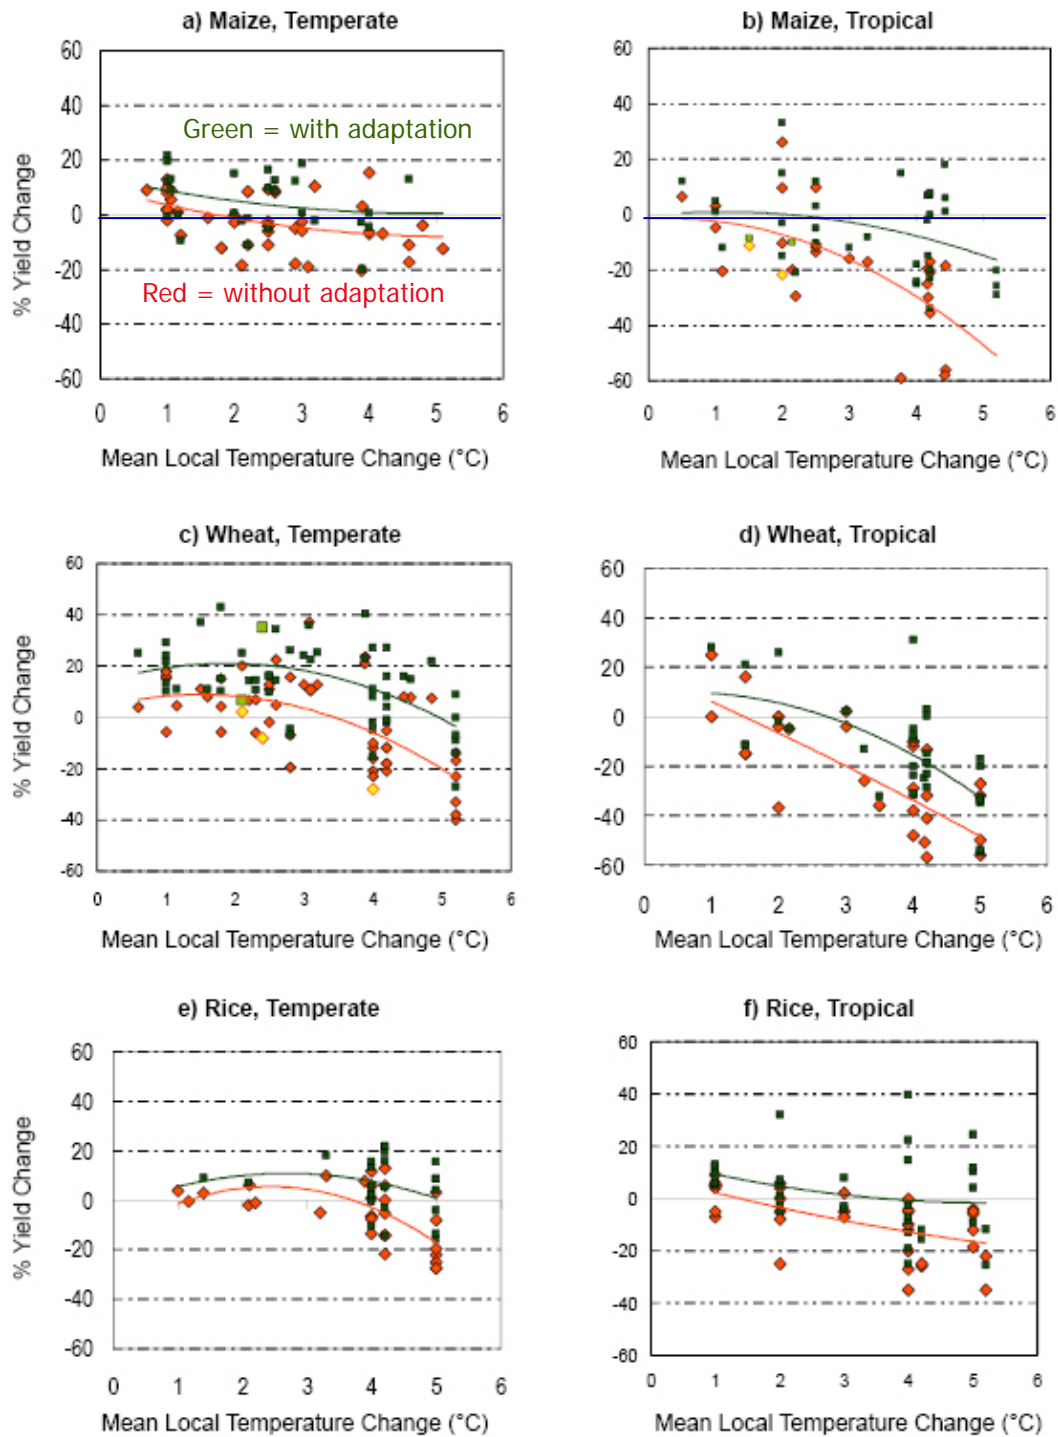 a) Maize, Temperate
60
40
20
0
-20
-40
-60
% Yield Change
Green = with adaptation
Red = without adaptation
0 1 2 3 4 5 6
Mean Local Temperature Change (°C)
b) Maize, Tropical
60
40
20
0
-20
-40
-60
0 1 2 3 4 5 6
Mean Local Temperature Change (°C)
c) Wheat, Temperate
60
40
20
0
-20
-40
-60
% Yield Change
0 1 2 3 4 5 6
Mean Local Temperature Change (°C)
d) Wheat, Tropical
60
40
20
0
-20
-40
-60
0 1 2 3 4 5 6
Mean Local Temperature Change (°C)
e) Rice, Temperate
60
40
20
0
-20
-40
-60
% Yield Change
0 1 2 3 4 5 6
Mean Local Temperature Change (°C)
f) Rice, Tropical
60
40
20
0
-20
-40
-60
0 1 2 3 4 5 6
Mean Local Temperature Change (°C)